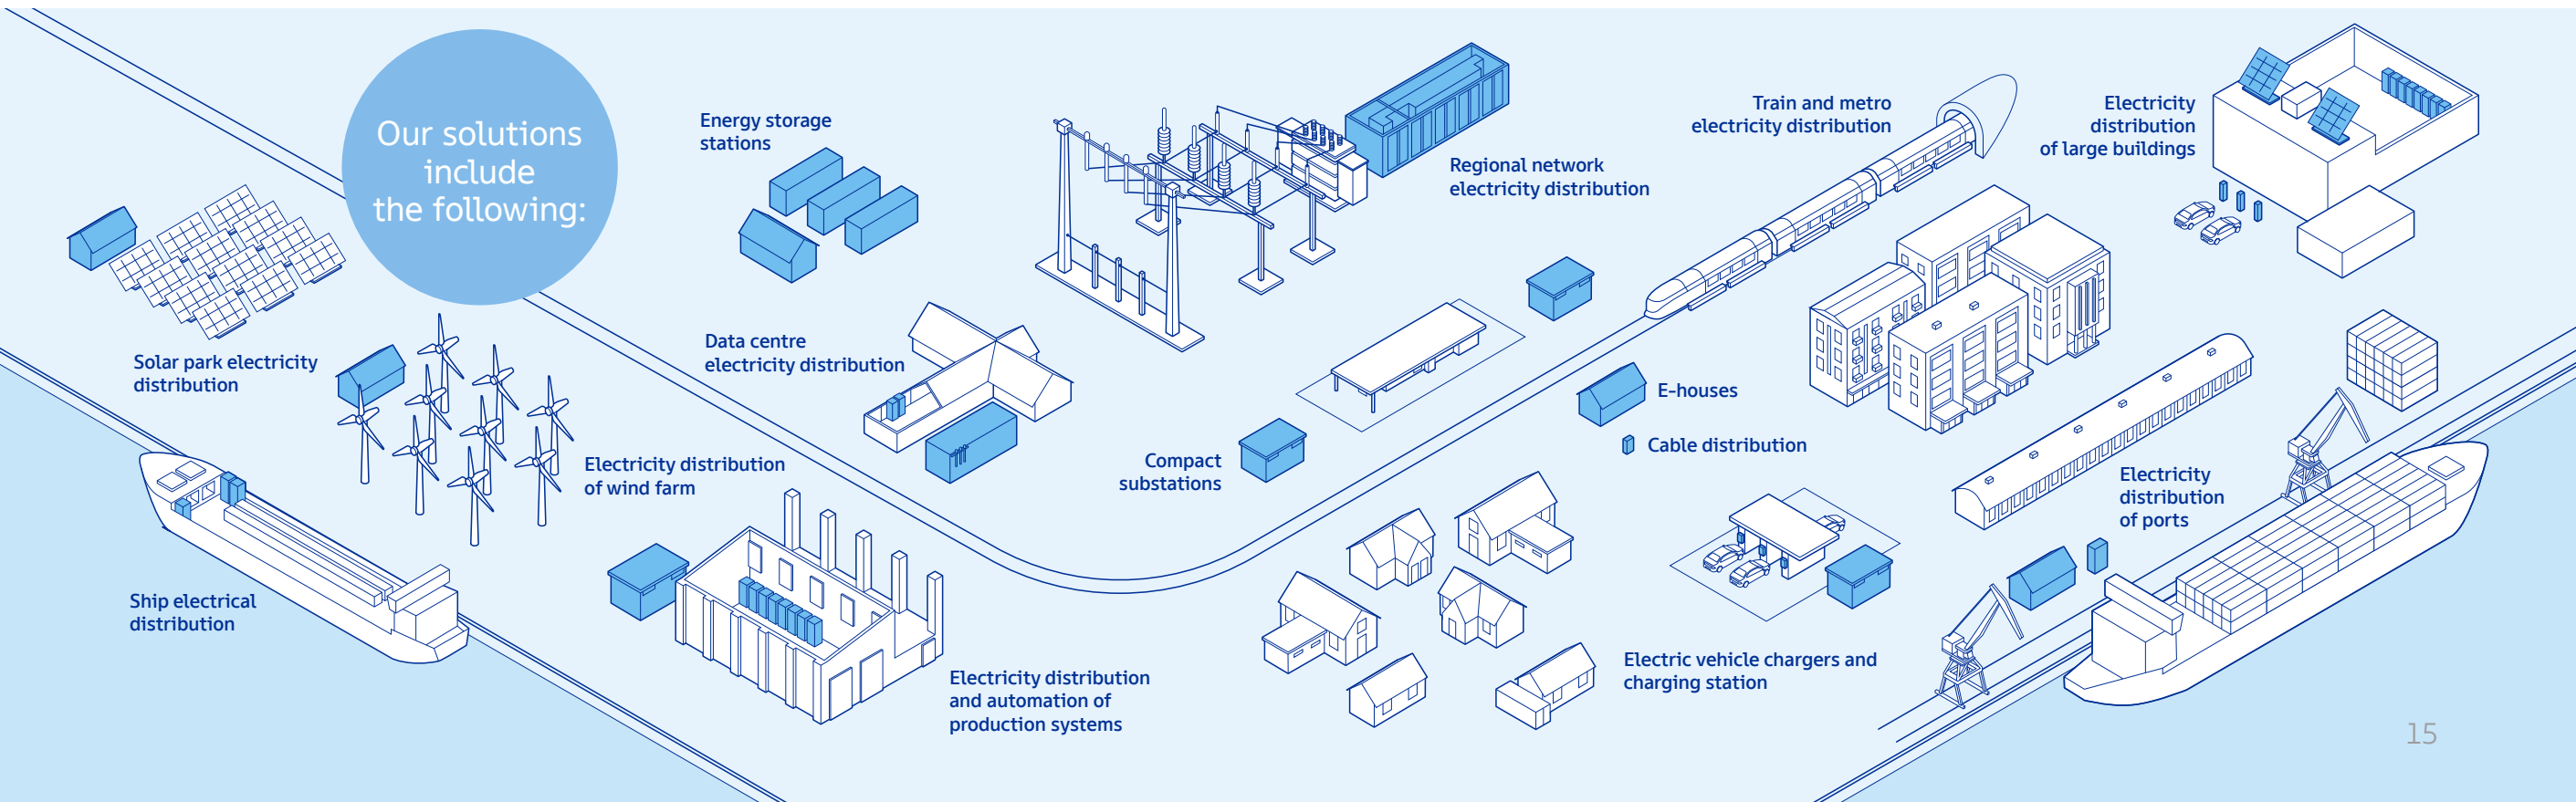 Our solutions
include
the following:
Energy storage
stations
Regional network
electricity distribution
Train and metro
electricity distribution
Electricity
distribution
of large buildings
Solar park electricity
distribution
Data centre
electricity distribution
E-houses
Cable distribution
Electricity distribution
of wind farm
Compact
substations
Electricity
distribution
of ports
Ship electrical
distribution
Electricity distribution
and automation of
production systems
Electric vehicle chargers and
charging station
15